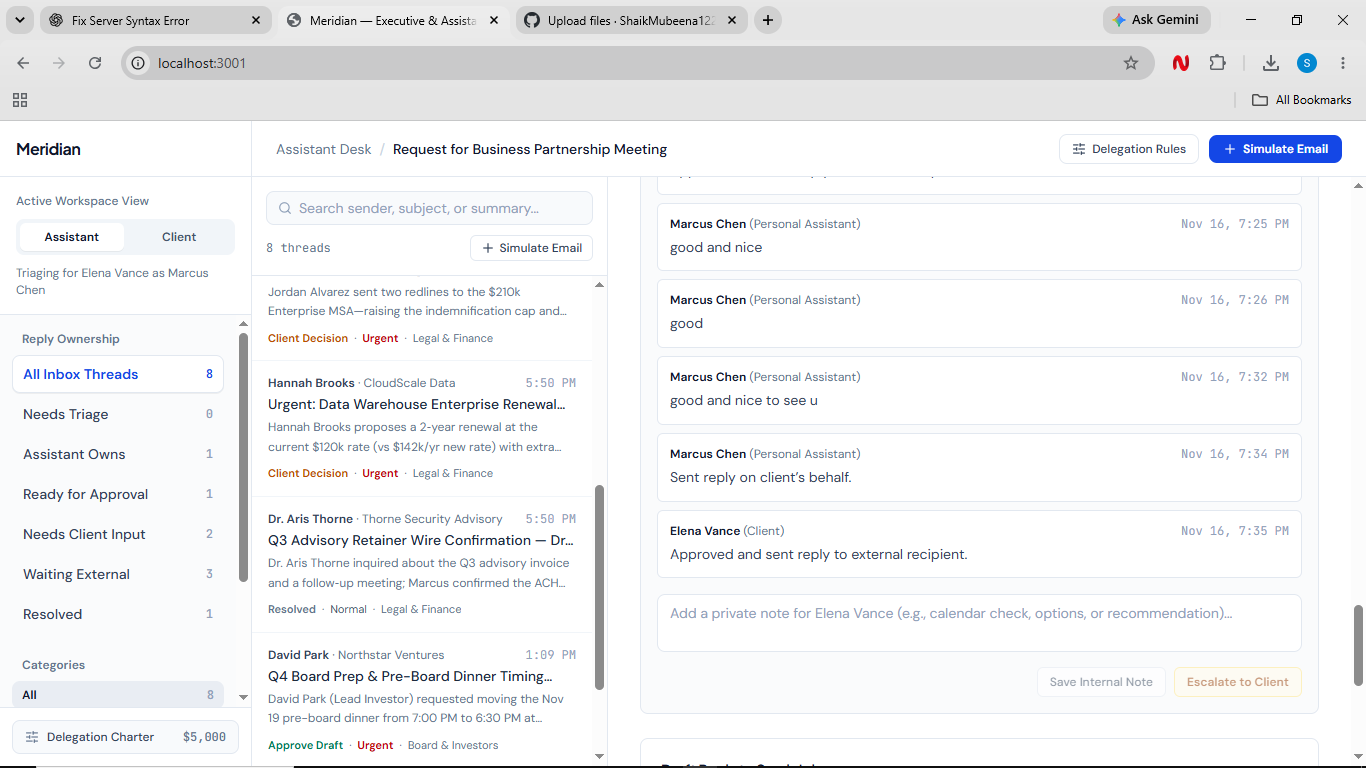 Fix Server Syntax Error
Meridian — Executive & Assista
Upload files · ShaikMubeena122
Ask Gemini
localhost:3001
S
All Bookmarks
Meridian
Assistant Desk / Request for Business Partnership Meeting
Delegation Rules
+ Simulate Email
Active Workspace View
Assistant
Client
Triaging for Elena Vance as Marcus
Chen
Reply Ownership
All Inbox Threads 8
Needs Triage 0
Assistant Owns 1
Ready for Approval 1
Needs Client Input 2
Waiting External 3
Resolved 1
Categories
All 8
Delegation Charter $5,000
Search sender, subject, or summary...
8 threads
+ Simulate Email
Jordan Alvarez sent two redlines to the $210k
Enterprise MSA—raising the indemnification cap and…
Client Decision · Urgent · Legal & Finance
Hannah Brooks · CloudScale Data 5:50 PM
Urgent: Data Warehouse Enterprise Renewal…
Hannah Brooks proposes a 2-year renewal at the
current $120k rate (vs $142k/yr new rate) with extra…
Client Decision · Urgent · Legal & Finance
Dr. Aris Thorne · Thorne Security Advisory 5:50 PM
Q3 Advisory Retainer Wire Confirmation — Dr…
Dr. Aris Thorne inquired about the Q3 advisory invoice
and a follow-up meeting; Marcus confirmed the ACH…
Resolved · Normal · Legal & Finance
David Park · Northstar Ventures 1:09 PM
Q4 Board Prep & Pre-Board Dinner Timing…
David Park (Lead Investor) requested moving the Nov
19 pre-board dinner from 7:00 PM to 6:30 PM at…
Approve Draft · Urgent · Board & Investors
Marcus Chen (Personal Assistant) Nov 16, 7:25 PM
good and nice
Marcus Chen (Personal Assistant) Nov 16, 7:26 PM
good
Marcus Chen (Personal Assistant) Nov 16, 7:32 PM
good and nice to see u
Marcus Chen (Personal Assistant) Nov 16, 7:34 PM
Sent reply on client’s behalf.
Elena Vance (Client) Nov 16, 7:35 PM
Approved and sent reply to external recipient.
Add a private note for Elena Vance (e.g., calendar check, options, or recommendation)...
Save Internal Note
Escalate to Client